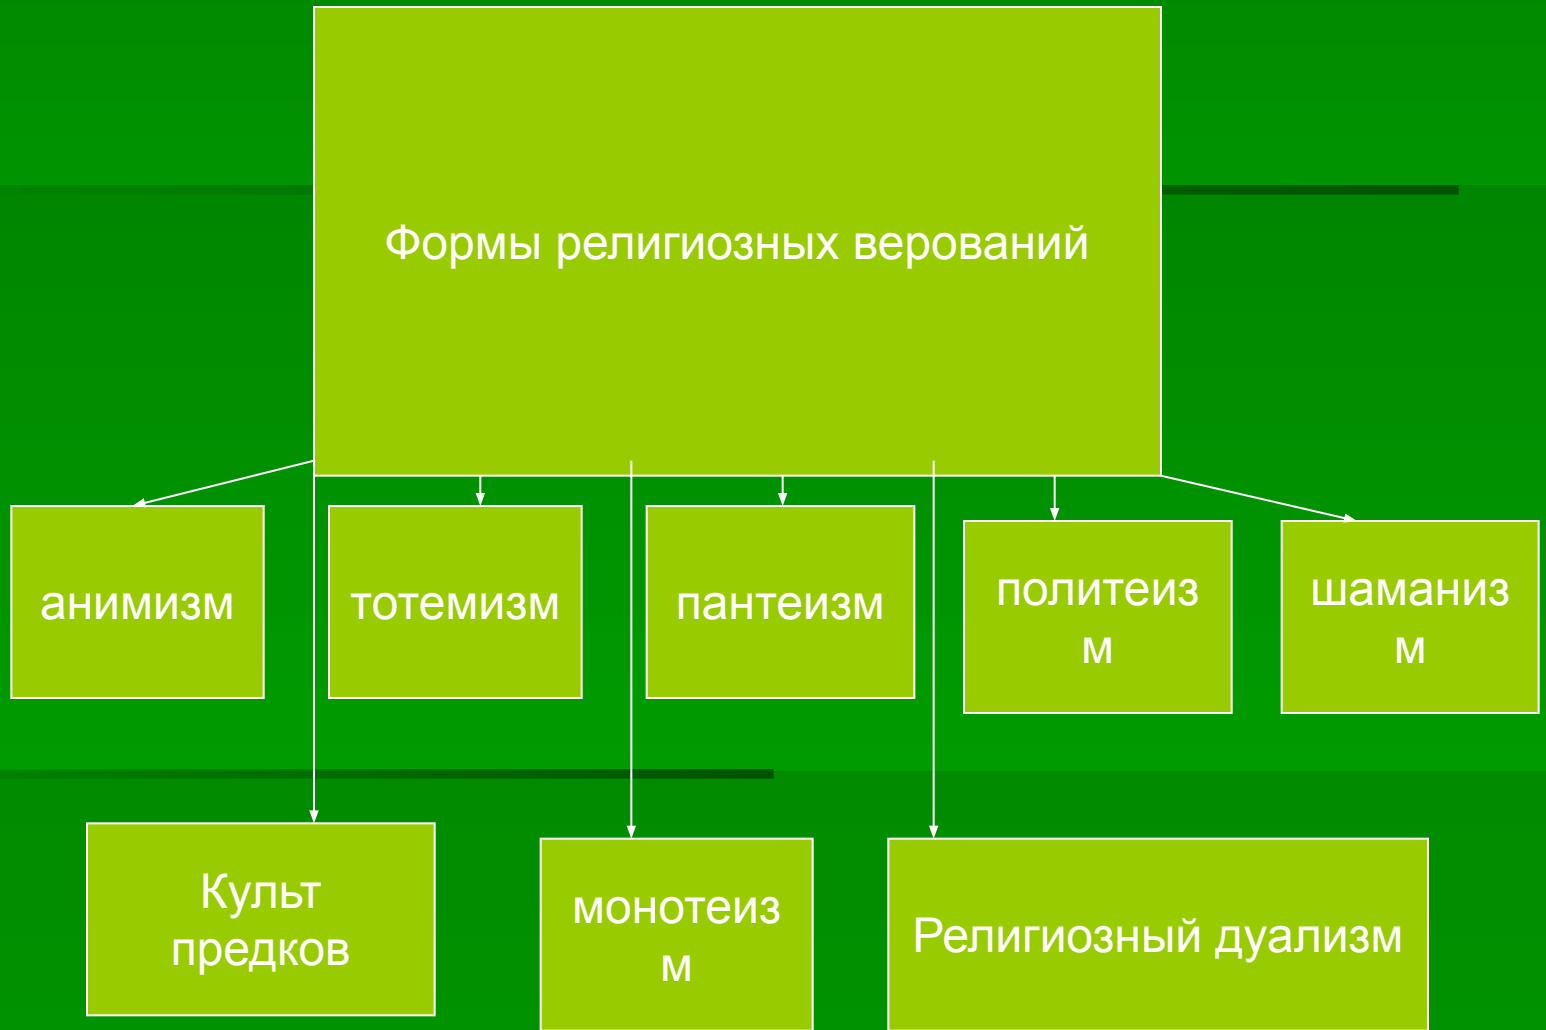 Формы религиозных верований
анимизм
тотемизм
пантеизм
политеиз
м
шаманиз
м
Культ
предков
монотеиз
м
Религиозный дуализм